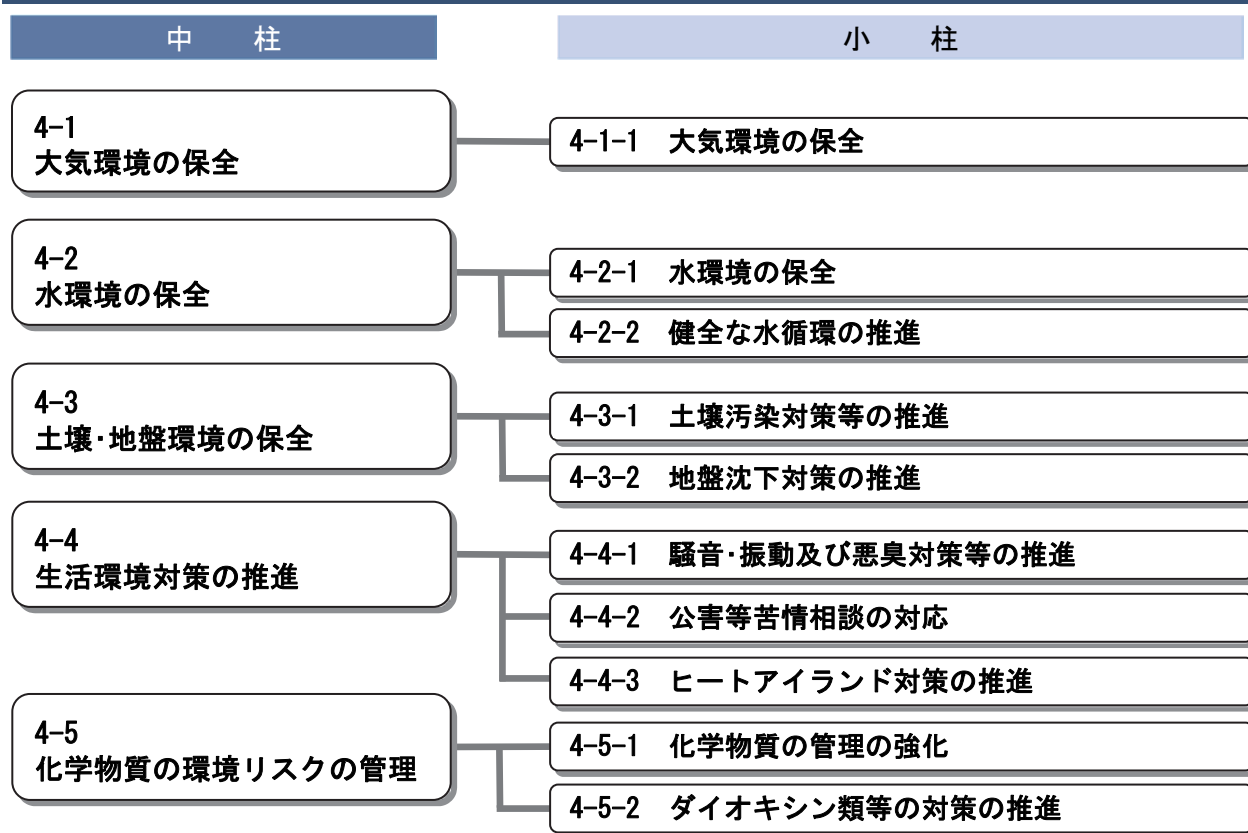 中　柱
小　柱
4-1
大気環境の保全
4-1-1　大気環境の保全
4-2
水環境の保全
4-2-1　水環境の保全
4-2-2　健全な水循環の推進
4-3
土壌･地盤環境の保全
4-3-1　土壌汚染対策等の推進
4-3-2　地盤沈下対策の推進
4-4
生活環境対策の推進
4-4-1　騒音･振動及び悪臭対策等の推進
4-4-2　公害等苦情相談の対応
4-4-3　ヒートアイランド対策の推進
4-5
化学物質の環境リスクの管理
4-5-1　化学物質の管理の強化
4-5-2　ダイオキシン類等の対策の推進